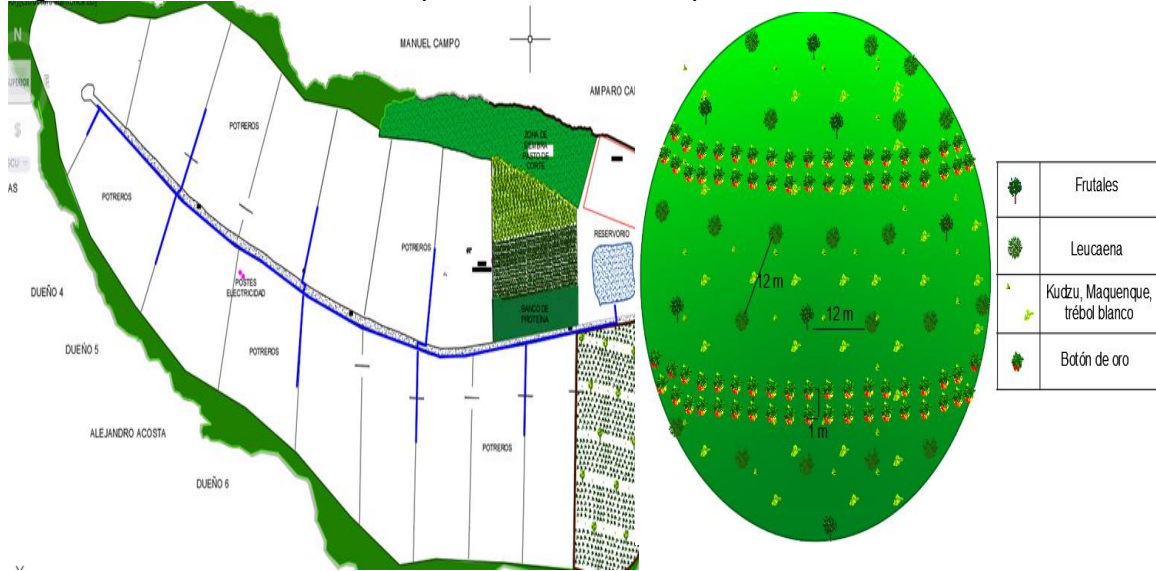 N
SUPERIOR
SCU
AS
MANUEL CAMPO
AMPARO CA
POTREROS
ZONA DE
SIEMBRA
PASTO DE
CORTE
POTREROS
POTREROS
RESERVORIO
POSTES
ELECTRICIDAD
BANCO DE
PROTEINA
DUEÑO 4
DUEÑO 5
POTREROS
ALEJANDRO ACOSTA
POTREROS
DUEÑO 6
Y
12 m
12 m
1 m
Frutales
Leucaena
Kudzu, Maquenque,
trébol blanco
Botón de oro